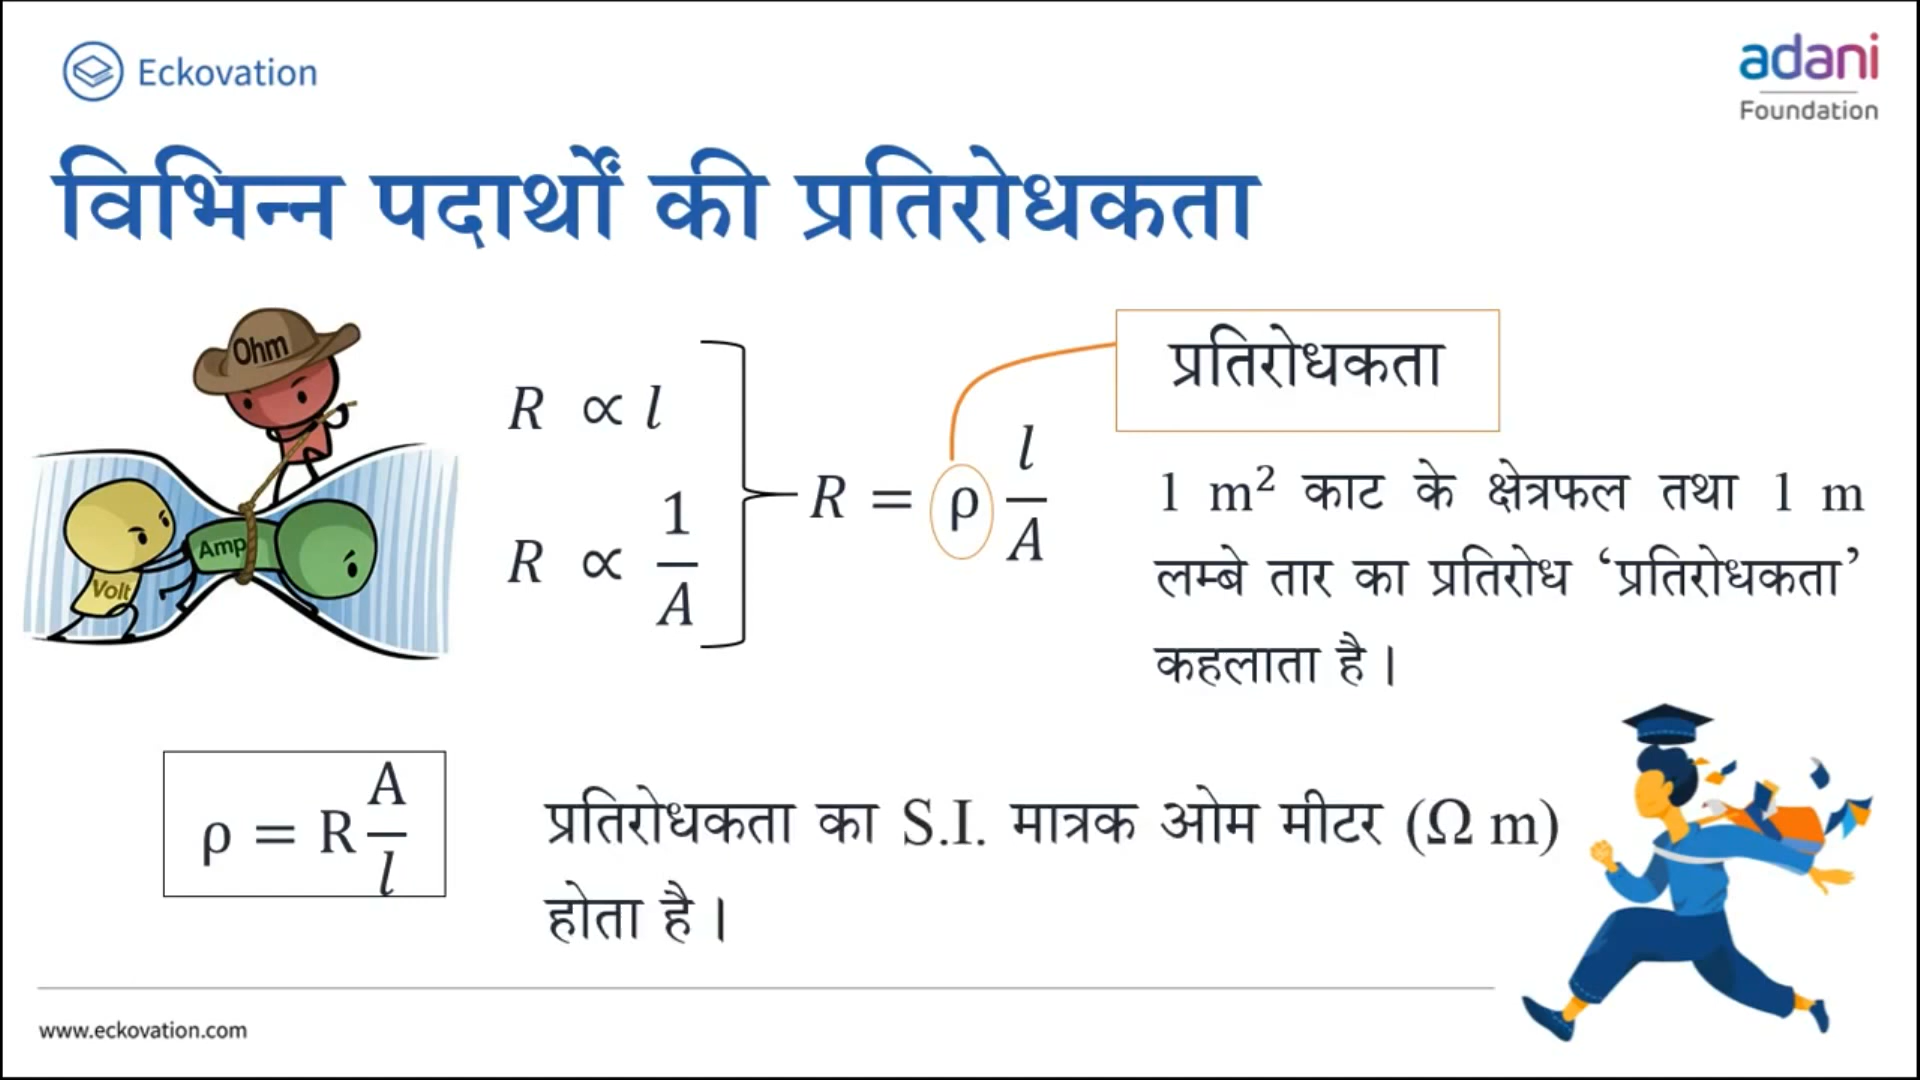 Eckovation
adani
Foundation
विभिन्न पदार्थों की प्रतिरोधकता
Ohm
Volt
Amp
R ∝ l
R ∝ 1/A
R = ρ l/A
प्रतिरोधकता
1 m² काट के क्षेत्रफल तथा 1 m
लम्बे तार का प्रतिरोध ‘प्रतिरोधकता’
कहलाता है।
ρ = R A/l
प्रतिरोधकता का S.I. मात्रक ओम मीटर (Ω m)
होता है।
www.eckovation.com